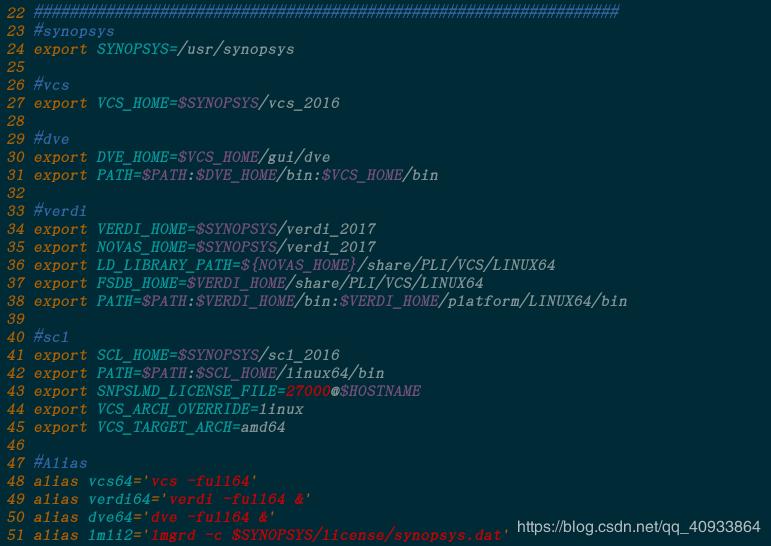 22 #################################################################
23 #synopsys
24 export SYNOPSYS=/usr/synopsys
25
26 #vcs
27 export VCS_HOME=$SYNOPSYS/vcs_2016
28
29 #dve
30 export DVE_HOME=$VCS_HOME/gui/dve
31 export PATH=$PATH:$DVE_HOME/bin:$VCS_HOME/bin
32
33 #verdi
34 export VERDI_HOME=$SYNOPSYS/verdi_2017
35 export NOVAS_HOME=$SYNOPSYS/verdi_2017
36 export LD_LIBRARY_PATH=${NOVAS_HOME}/share/PLI/VCS/LINUX64
37 export FSDB_HOME=$VERDI_HOME/share/PLI/VCS/LINUX64
38 export PATH=$PATH:$VERDI_HOME/bin:$VERDI_HOME/platform/LINUX64/bin
39
40 #scl
41 export SCL_HOME=$SYNOPSYS/scl_2016
42 export PATH=$PATH:$SCL_HOME/linux64/bin
43 export SNPSLMD_LICENSE_FILE=27000@$HOSTNAME
44 export VCS_ARCH_OVERRIDE=linux
45 export VCS_TARGET_ARCH=amd64
46
47 #Alias
48 alias vcs64='vcs -full64'
49 alias verdi64='verdi -full64 &'
50 alias dve64='dve -full64 &'
51 alias lmli2='lmgrd -c $SYNOPSYS/license/synopsys.dat'
https://blog.csdn.net/qq_40933864